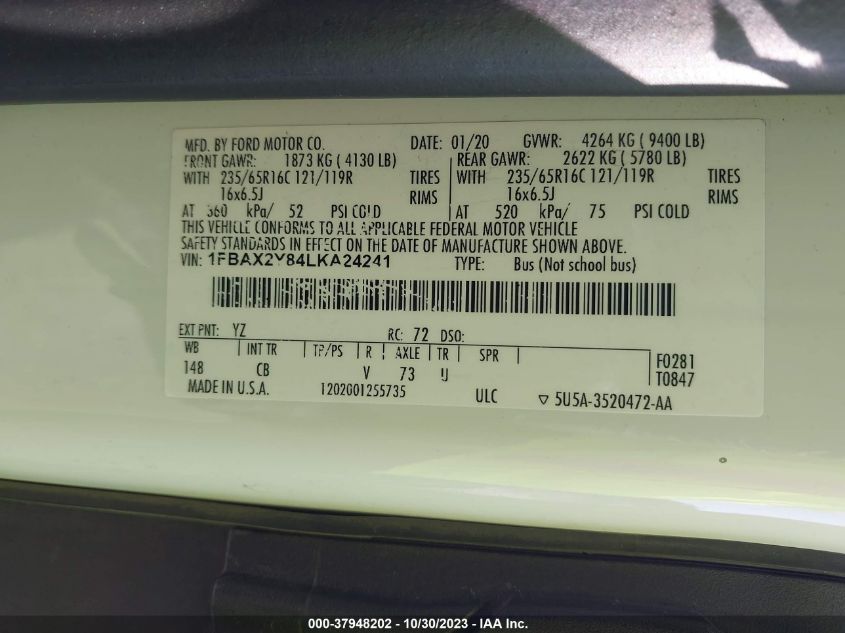 MFD. BY FORD MOTOR CO. DATE: 01/20 GVWR: 4264 KG ( 9400 LB)
FRONT GAWR: 1873 KG ( 4130 LB) REAR GAWR: 2622 KG ( 5780 LB)
WITH 235/65R16C 121/119R TIRES WITH 235/65R16C 121/119R TIRES
16x6.5J RIMS 16x6.5J RIMS
AT 360 kPa/ 52 PSI COLD AT 520 kPa/ 75 PSI COLD
THIS VEHICLE CONFORMS TO ALL APPLICABLE FEDERAL MOTOR VEHICLE
SAFETY STANDARDS IN EFFECT ON THE DATE OF MANUFACTURE SHOWN ABOVE.
VIN: 1FBAX2Y84LKA24241 TYPE: Bus (Not school bus)
EXT PNT: YZ RC: 72 DSO:
WB INT TR TP/PS R AXLE TR SPR F0281
148 CB V 73 IJ T0847
MADE IN U.S.A. 1202001255735 ULC ▽ 5U5A-3520472-AA
000-37948202 - 10/30/2023 - IAA Inc.